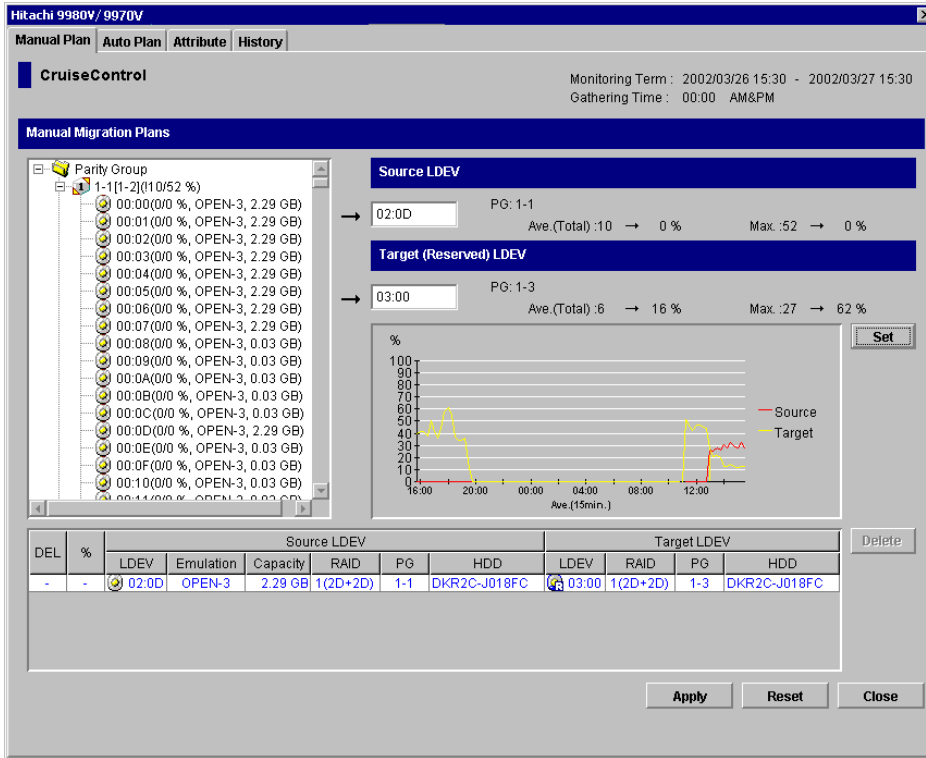 Hitachi 9980V/9970V
Manual Plan Auto Plan Attribute History
CruiseControl
Monitoring Term : 2002/03/26 15:30 - 2002/03/27 15:30
Gathering Time : 00:00 AM&PM
Manual Migration Plans
Parity Group
1-1[1-2](!10/52 %)
00:00(0/0 %, OPEN-3, 2.29 GB)
00:01(0/0 %, OPEN-3, 2.29 GB)
00:02(0/0 %, OPEN-3, 2.29 GB)
00:03(0/0 %, OPEN-3, 2.29 GB)
00:04(0/0 %, OPEN-3, 2.29 GB)
00:05(0/0 %, OPEN-3, 2.29 GB)
00:06(0/0 %, OPEN-3, 2.29 GB)
00:07(0/0 %, OPEN-3, 2.29 GB)
00:08(0/0 %, OPEN-3, 0.03 GB)
00:09(0/0 %, OPEN-3, 0.03 GB)
00:0A(0/0 %, OPEN-3, 0.03 GB)
00:0B(0/0 %, OPEN-3, 0.03 GB)
00:0C(0/0 %, OPEN-3, 0.03 GB)
00:0D(0/0 %, OPEN-3, 2.29 GB)
00:0E(0/0 %, OPEN-3, 0.03 GB)
00:0F(0/0 %, OPEN-3, 0.03 GB)
00:10(0/0 %, OPEN-3, 0.03 GB)
00:11(0/0 %, OPEN-3, 0.03 GB)
Source LDEV
02:0D
PG: 1-1
Ave.(Total) :10 → 0 % Max. :52 → 0 %
Target (Reserved) LDEV
03:00
PG: 1-3
Ave.(Total) :6 → 16 % Max. :27 → 62 %
Set
%
100
90
80
70
60
50
40
30
20
10
0
16:00 20:00 00:00 04:00 08:00 12:00
Ave.(15min.)
Source
Target
DEL % Source LDEV Target LDEV
LDEV Emulation Capacity RAID PG HDD LDEV RAID PG HDD
- - 02:0D OPEN-3 2.29 GB 1(2D+2D) 1-1 DKR2C-J018FC 03:00 1(2D+2D) 1-3 DKR2C-J018FC
Delete
Apply Reset Close